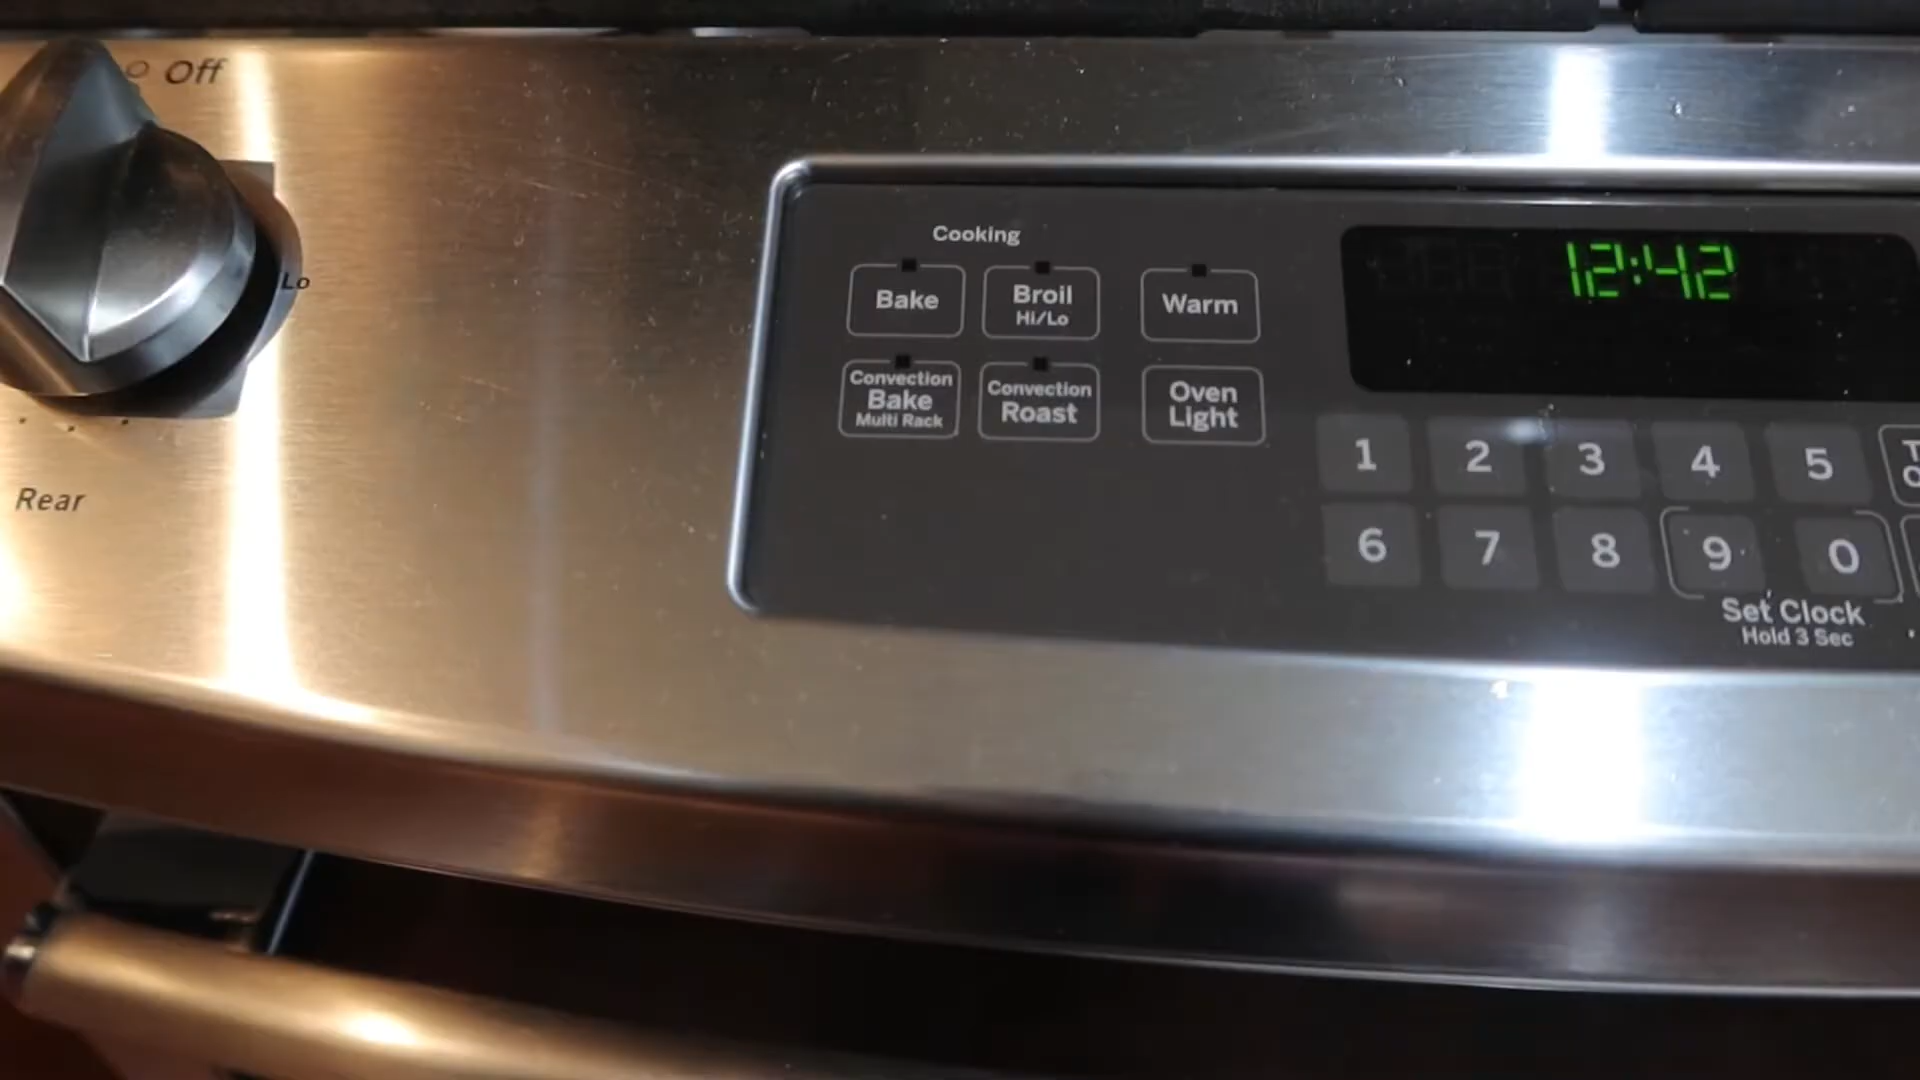 Off
Lo
Rear
Cooking
Bake
Broil
Hi/Lo
Warm
Convection
Bake
Multi Rack
Convection
Roast
Oven
Light
12:42
1 2 3 4 5
6 7 8 9 0
Set Clock
Hold 3 Sec